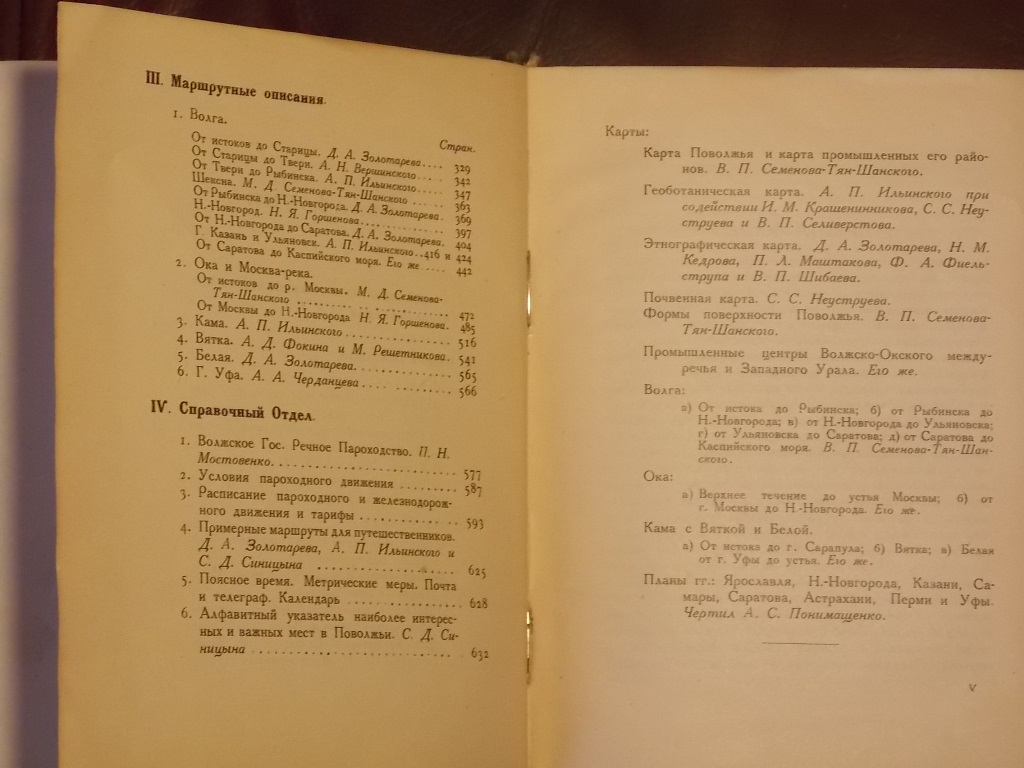 III. Маршрутные описания.
1. Волга.
Стран.
От истоков до Старицы. Д. А. Золотарева.... 329
От Старицы до Твери. А. Н. Вершинского..... 342
От Твери до Рыбинска. А. П. Ильинского..... 347
Шексна. М. Д. Семенова-Тян-Шанского ..... 363
От Рыбинска до Н.-Новгорода. Д. А. Золотарева. 369
Н.-Новгород. Н. Я. Горшенова............ 397
От Н.-Новгорода до Саратова. Д. А. Золотарева. 404
Г. Казань и Ульяновск. А. П. Ильинского..416 и 424
От Саратова до Каспийского моря. Его же .... 442
2. Ока и Москва-река.
От истоков до р. Москвы. М. Д. Семенова-
Тян-Шанского ................. 472
От Москвы до Н.-Новгорода Н. Я. Горшенова. 485
3. Кама. А. П. Ильинского ............... 516
4. Вятка. А. Д. Фокина и М. Решетникова. 541
5. Белая. Д. А. Золотарева............... 565
6. Г. Уфа. А. А. Черданцева ............. 566
IV. Справочный Отдел.
1. Волжское Гос. Речное Пароходство. П. Н.
Мостовенко........................ 577
2. Условия пароходного движения ......... 587
3. Расписание пароходного и железнодорож-
ного движения и тарифы .............. 593
4. Примерные маршруты для путешественников.
Д. А. Золотарева, А. П. Ильинского и
С. Д. Синицына .................... 625
5. Поясное время. Метрические меры. Почта
и телеграф. Календарь ................ 628
6. Алфавитный указатель наиболее интерес-
ных и важных мест в Поволжьи. С. Д. Си-
ницына .......................... 632
Карты:
Карта Поволжья и карта промышленных его райо-
нов. В. П. Семенова-Тян-Шанского.
Геоботаническая карта. А. П. Ильинского при
содействии И. М. Крашенинникова, С. С. Неу-
струева и В. П. Селиверстова.
Этнографическая карта. Д. А. Золотарева, Н. М.
Кедрова, П. Л. Маштакова, Ф. А. Фиель-
струпа и В. П. Шибаева.
Почвенная карта. С. С. Неуструева.
Формы поверхности Поволжья. В. П. Семенова-
Тян-Шанского.
Промышленные центры Волжско-Окского между-
речья и Западного Урала. Его же.
Волга:
а) От истока до Рыбинска; б) от Рыбинска до
Н.-Новгорода; в) от Н.-Новгорода до Ульяновска;
г) от Ульяновска до Саратова; д) от Саратова до
Каспийского моря. В. П. Семенова-Тян-Шан-
ского.
Ока:
а) Верхнее течение до устья Москвы; б) от
г. Москвы до Н.-Новгорода. Его же.
Кама с Вяткой и Белой.
а) От истока до г. Сарапула; б) Вятка; в) Белая
от г. Уфы до устья. Его же.
Планы гг.: Ярославля, Н.-Новгорода, Казани, Са-
мары, Саратова, Астрахани, Перми и Уфы.
Чертил А. С. Понимащенко.
V